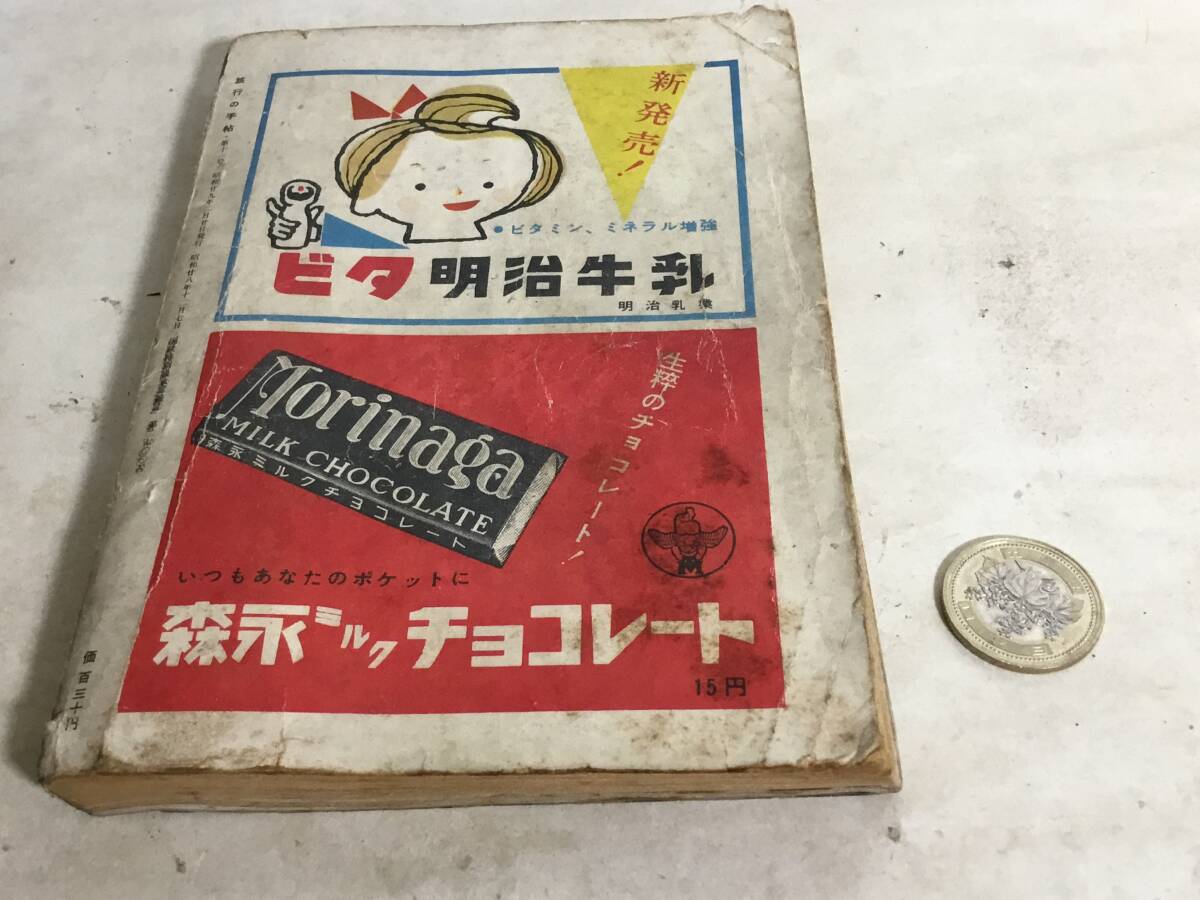 旅行の手帖
価百三十円
新発売!
●ビタミン、ミネラル増強
ビタ明治牛乳
明治乳業
生粋のチョコレート!
Morinaga
MILK CHOCOLATE
森永ミルクチョコレート
M
いつもあなたのポケットに
森永ミルクチョコレート
15円